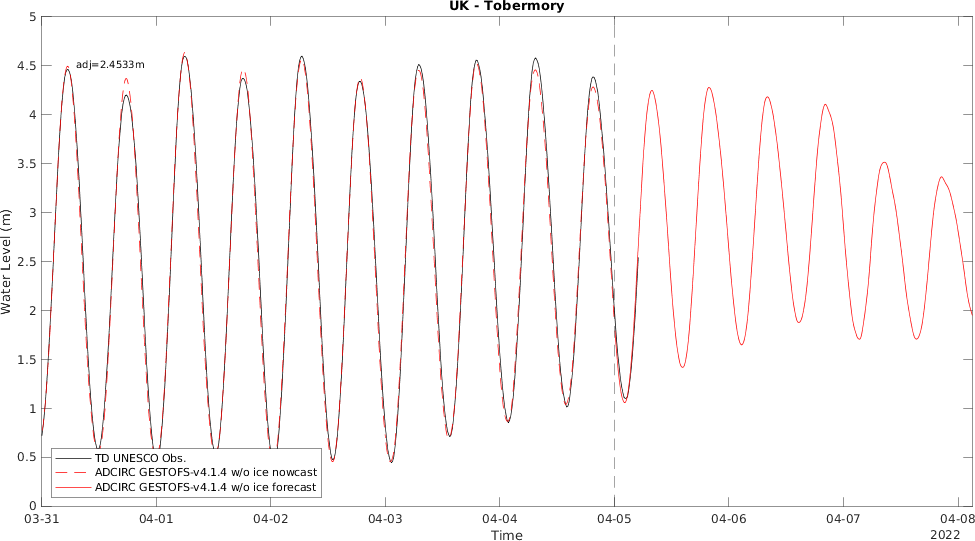 UK - Tobermory
adj=2.4533m
5
4.5
4
3.5
3
2.5
2
1.5
1
0.5
0
Water Level (m)
TD UNESCO Obs.
ADCIRC GESTOFS-v4.1.4 w/o ice nowcast
ADCIRC GESTOFS-v4.1.4 w/o ice forecast
03-31 04-01 04-02 04-03 04-04 04-05 04-06 04-07 04-08
Time
2022